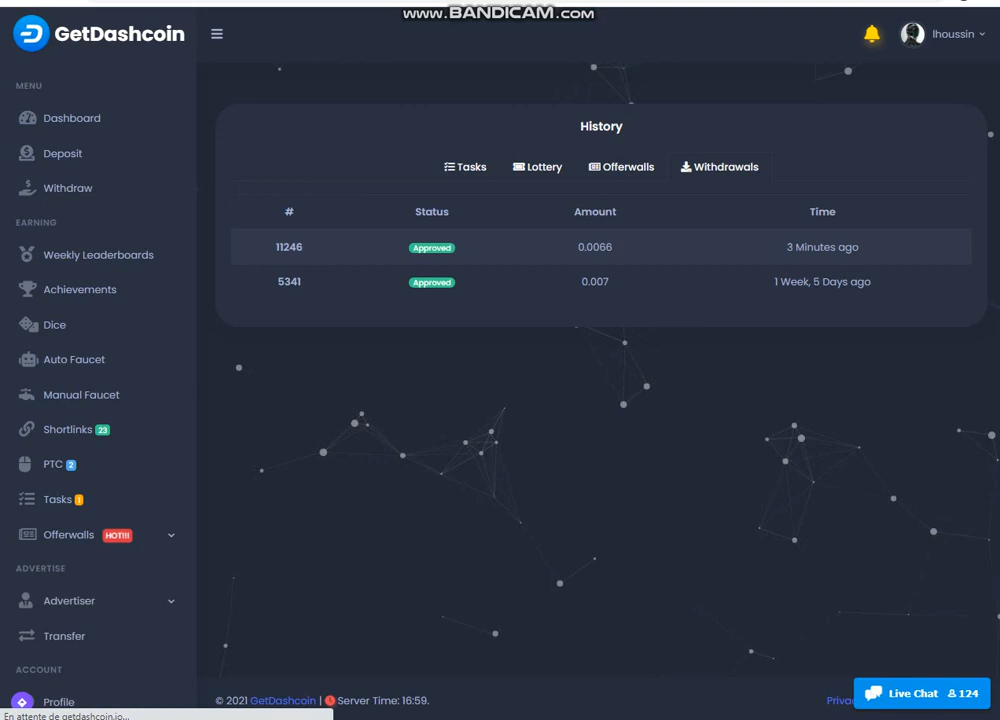 www.BANDICAM.com
GetDashcoin
lhoussin
MENU
Dashboard
Deposit
Withdraw
EARNING
Weekly Leaderboards
Achievements
Dice
Auto Faucet
Manual Faucet
Shortlinks 23
PTC 2
Tasks 1
Offerwalls HOT!!!
ADVERTISE
Advertiser
Transfer
ACCOUNT
Profile
History
Tasks Lottery Offerwalls Withdrawals
# Status Amount Time
11246 Approved 0.0066 3 Minutes ago
5341 Approved 0.007 1 Week, 5 Days ago
© 2021 GetDashcoin | Server Time: 16:59.
Live Chat 124
En attente de getdashcoin.io...